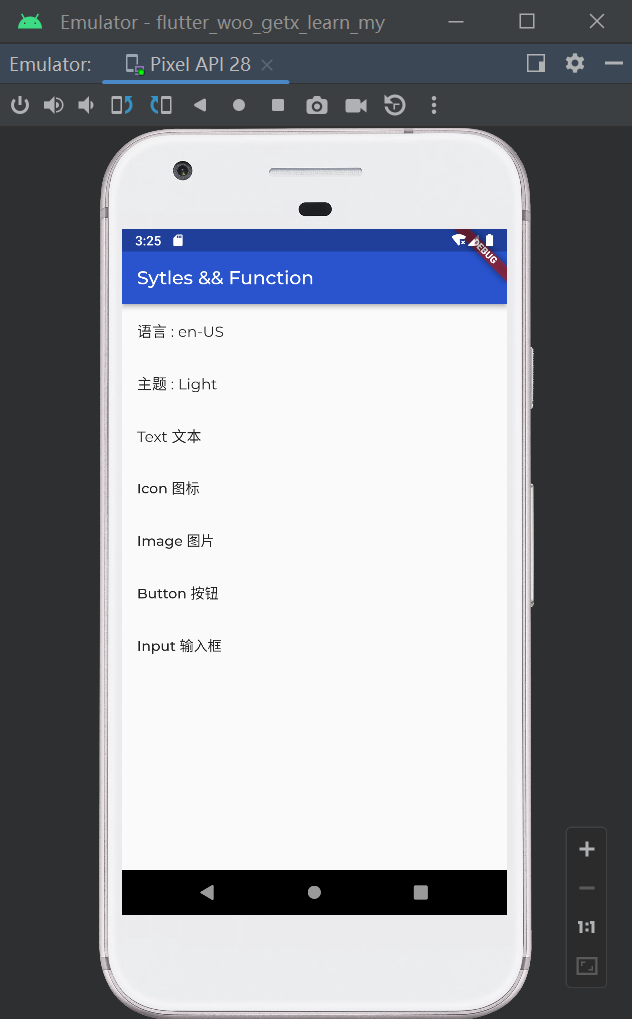 Emulator - flutter_woo_getx_learn_my
Emulator: Pixel API 28
3:25
DEBUG
Sytles && Function
语言 : en-US
主题 : Light
Text 文本
Icon 图标
Image 图片
Button 按钮
Input 输入框
1:1